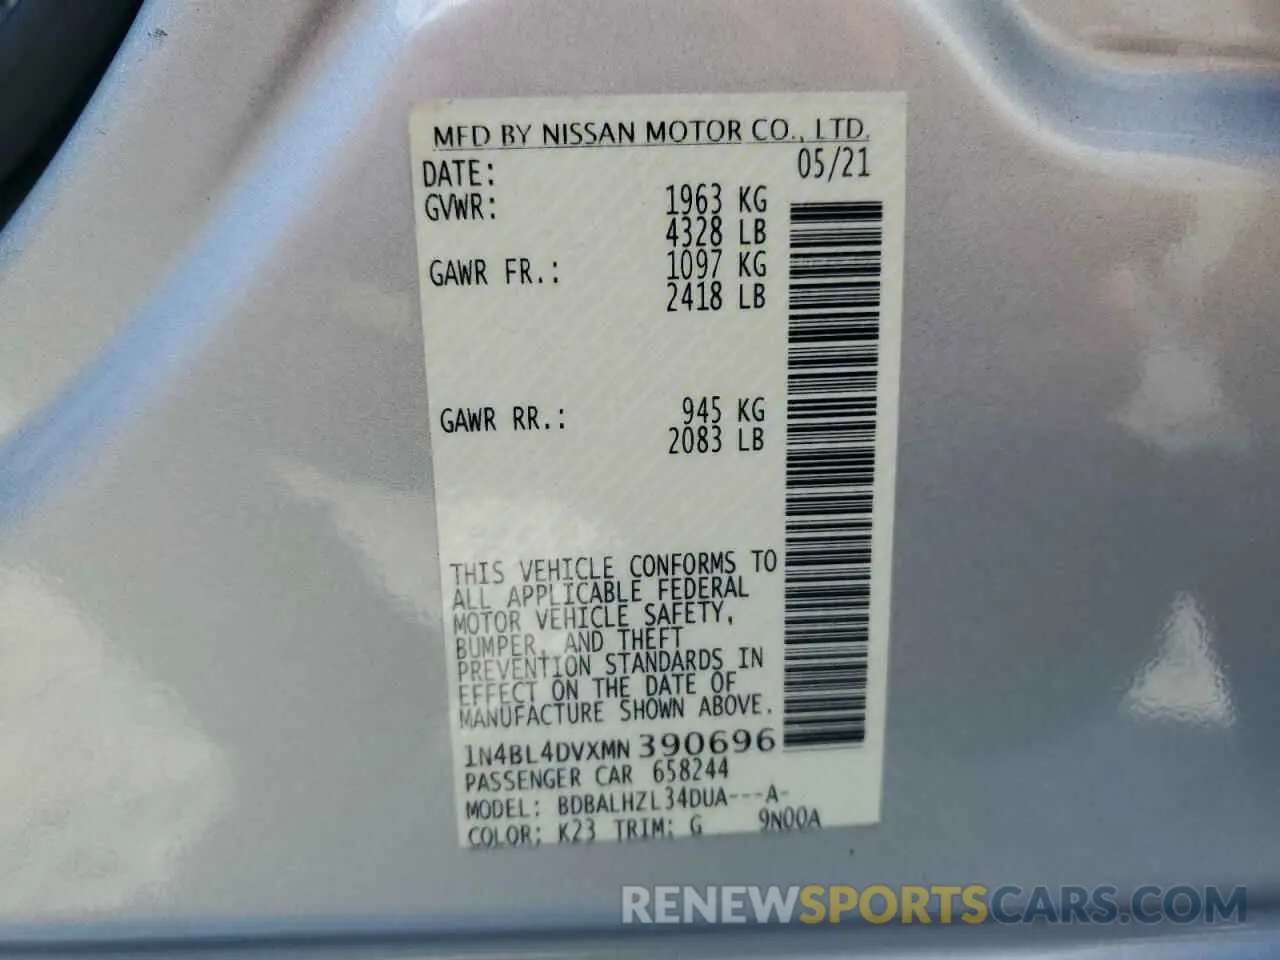 MFD BY NISSAN MOTOR CO., LTD.
DATE: 05/21
GVWR: 1963 KG
4328 LB
GAWR FR.: 1097 KG
2418 LB
GAWR RR.: 945 KG
2083 LB
THIS VEHICLE CONFORMS TO
ALL APPLICABLE FEDERAL
MOTOR VEHICLE SAFETY,
BUMPER, AND THEFT
PREVENTION STANDARDS IN
EFFECT ON THE DATE OF
MANUFACTURE SHOWN ABOVE.
1N4BL4DVXMN390696
PASSENGER CAR 658244
MODEL: BDBALHZL34DUA---A-
COLOR: K23 TRIM: G 9N00A
RENEWSPORTSCARS.COM